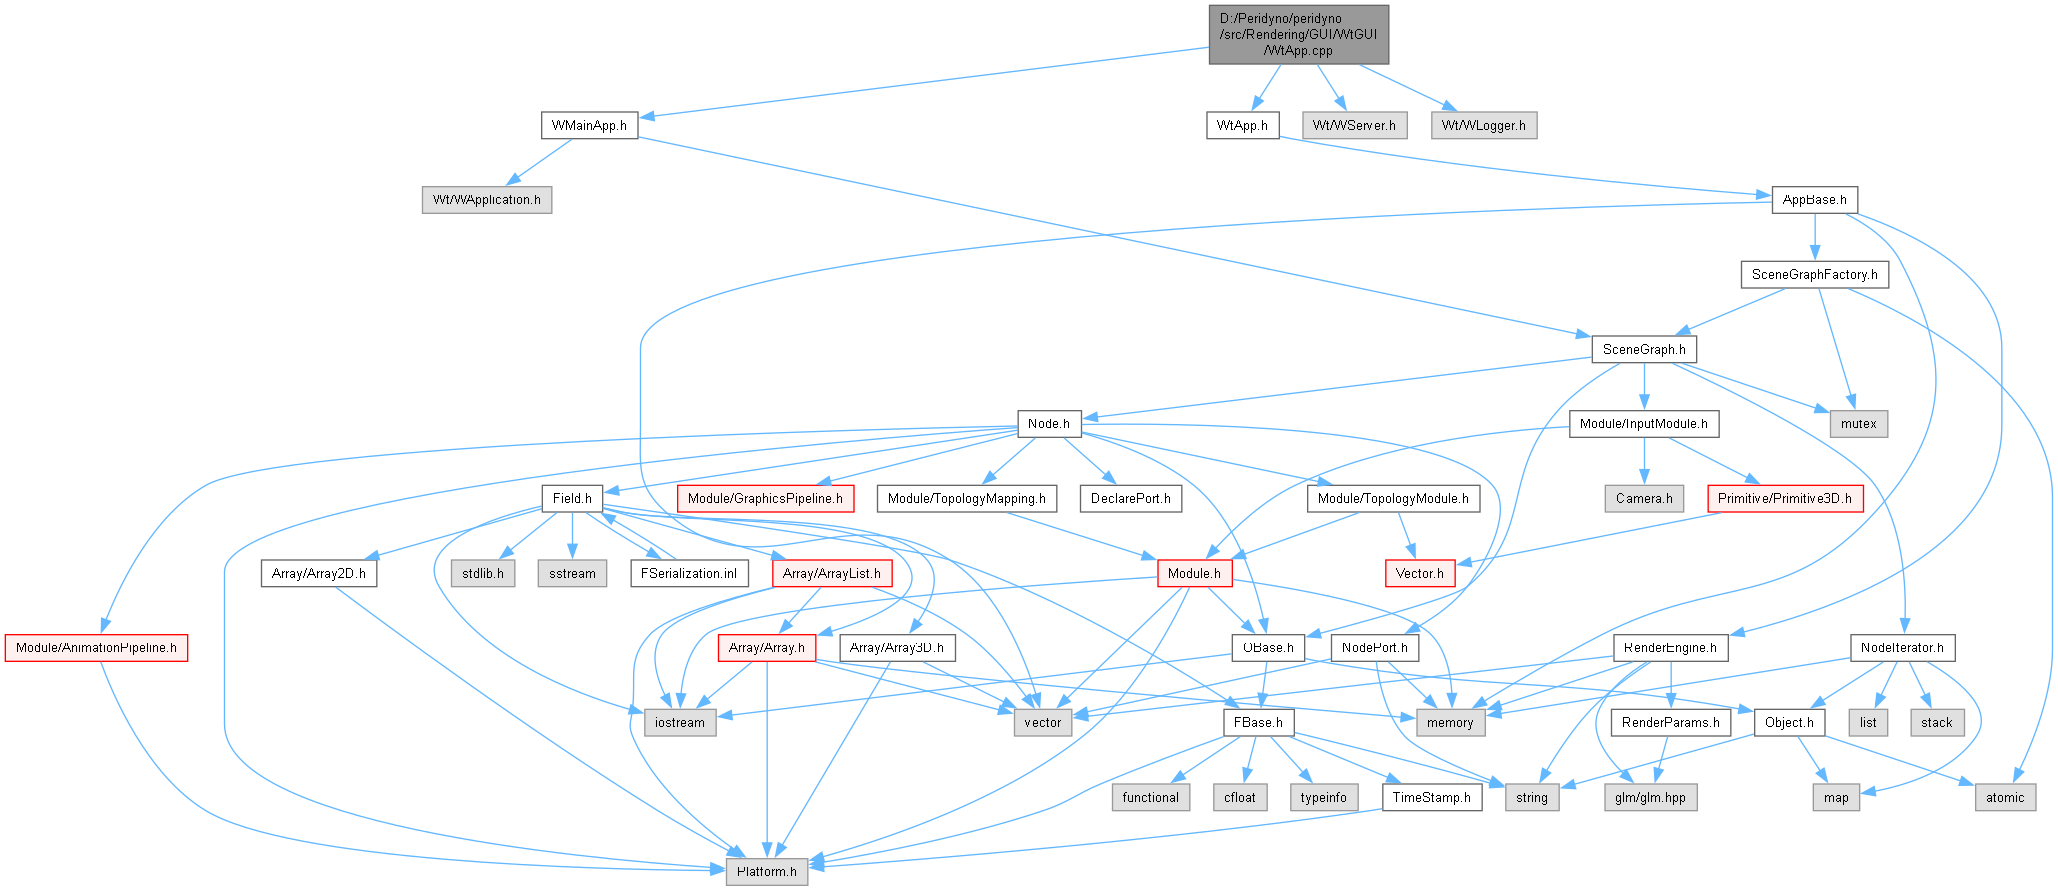 D:/Peridyno/peridyno
/src/Rendering/GUI/WtGUI
/WtApp.cpp
WMainApp.h
WtApp.h
Wt/WServer.h
Wt/WLogger.h
Wt/WApplication.h
AppBase.h
SceneGraphFactory.h
SceneGraph.h
Node.h
Module/InputModule.h
mutex
Field.h
Module/GraphicsPipeline.h
Module/TopologyMapping.h
DeclarePort.h
Module/TopologyModule.h
Camera.h
Primitive/Primitive3D.h
Array/Array2D.h
stdlib.h
sstream
FSerialization.inl
Array/ArrayList.h
Module.h
Vector.h
Module/AnimationPipeline.h
Array/Array.h
Array/Array3D.h
OBase.h
NodePort.h
RenderEngine.h
NodeIterator.h
iostream
vector
FBase.h
memory
RenderParams.h
Object.h
list
stack
functional
cfloat
typeinfo
TimeStamp.h
string
glm/glm.hpp
map
atomic
Platform.h